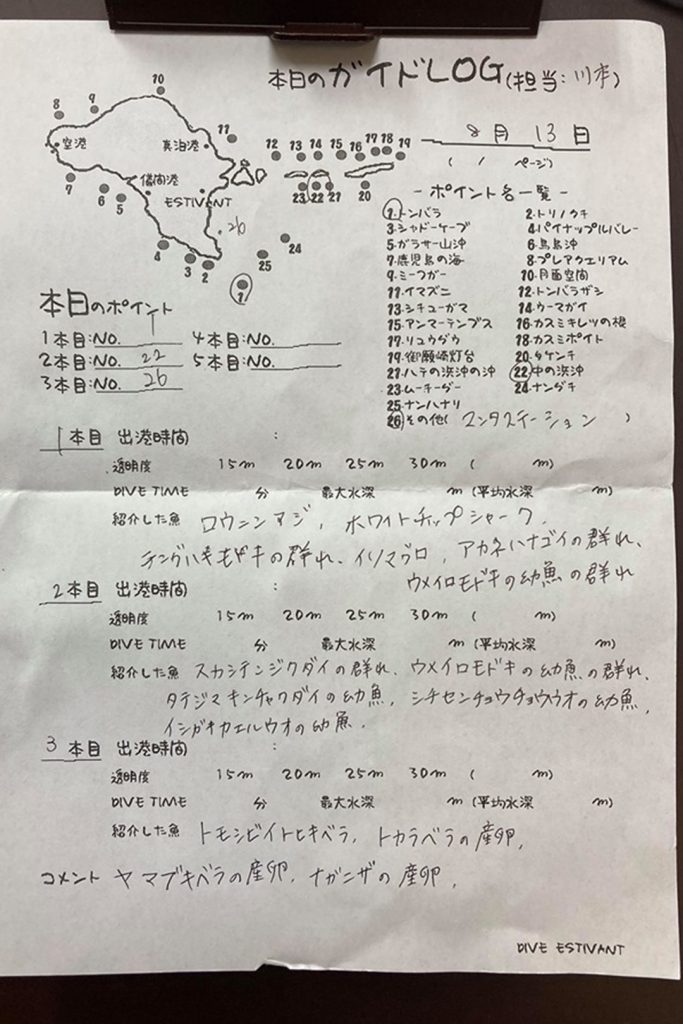 本日のガイドLOG(担当:川本)
8月 13日
( / ページ)
10
8 9
空港 真泊港 11
12 13 14 15 16 17 18 19
7 6 5 儀間港 23 22 21 20
ESTIVANT
26
4 3 2 25 24
1
- ポイント名一覧 -
1.トンバラ 2.トリノクチ
3.シャドーケーブ 4.パイナップルバレー
5.ガラサー山沖 6.鳥島沖
7.鹿児島の海 8.プレアクエリアム
9.ミーフガー 10.月面空間
11.イマズニ 12.トンバラザシ
13.シチューガマ 14.ウーマガイ
15.アンマーテンプス 16.カスミキレツの根
17.リュウダウ 18.カスミポイト
19.御願崎灯台 20.タケンチ
21.ハテの浜沖の沖 22.中の浜沖
23.ムーチーダー 24.ナンダチ
25.ナンハナリ
26.その他( マンタステーション )
本日のポイント
1本目:NO. 1 4本目:NO.
2本目:NO. 22 5本目:NO.
3本目:NO. 26
1本目 出港時間 :
透明度 15m 20m 25m 30m ( m)
DIVE TIME 分 最大水深 m (平均水深 m)
紹介した魚 ロウニンアジ, ホワイトチップシャーク,
テングハギモドキの群れ、イソマグロ, アカネハナゴイの群れ、
ウメイロモドキの幼魚の群れ
2本目 出港時間 :
透明度 15m 20m 25m 30m ( m)
DIVE TIME 分 最大水深 m (平均水深 m)
紹介した魚 スカシテンジクダイの群れ、ウメイロモドキの幼魚の群れ、
タテジマキンチャクダイの幼魚, シチセンチョウチョウウオの幼魚,
イシガキカエルウオの幼魚.
3本目 出港時間 :
透明度 15m 20m 25m 30m ( m)
DIVE TIME 分 最大水深 m (平均水深 m)
紹介した魚 トモシビイトヒキベラ, トカラベラの産卵,
コメント ヤマブキベラの産卵, ナガニザの産卵,
DIVE ESTIVANT